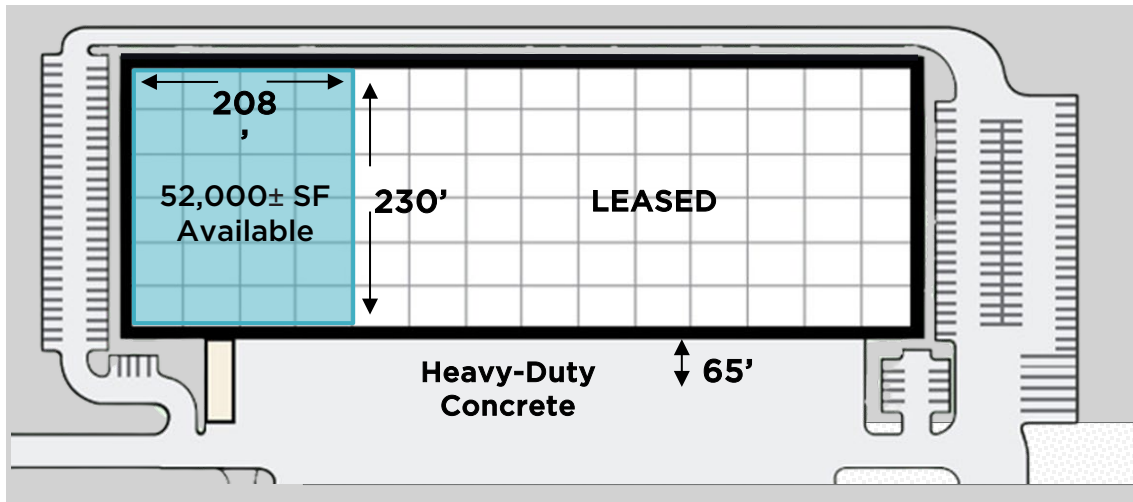 208
’
52,000± SF
Available
230’
LEASED
Heavy-Duty
Concrete
65’